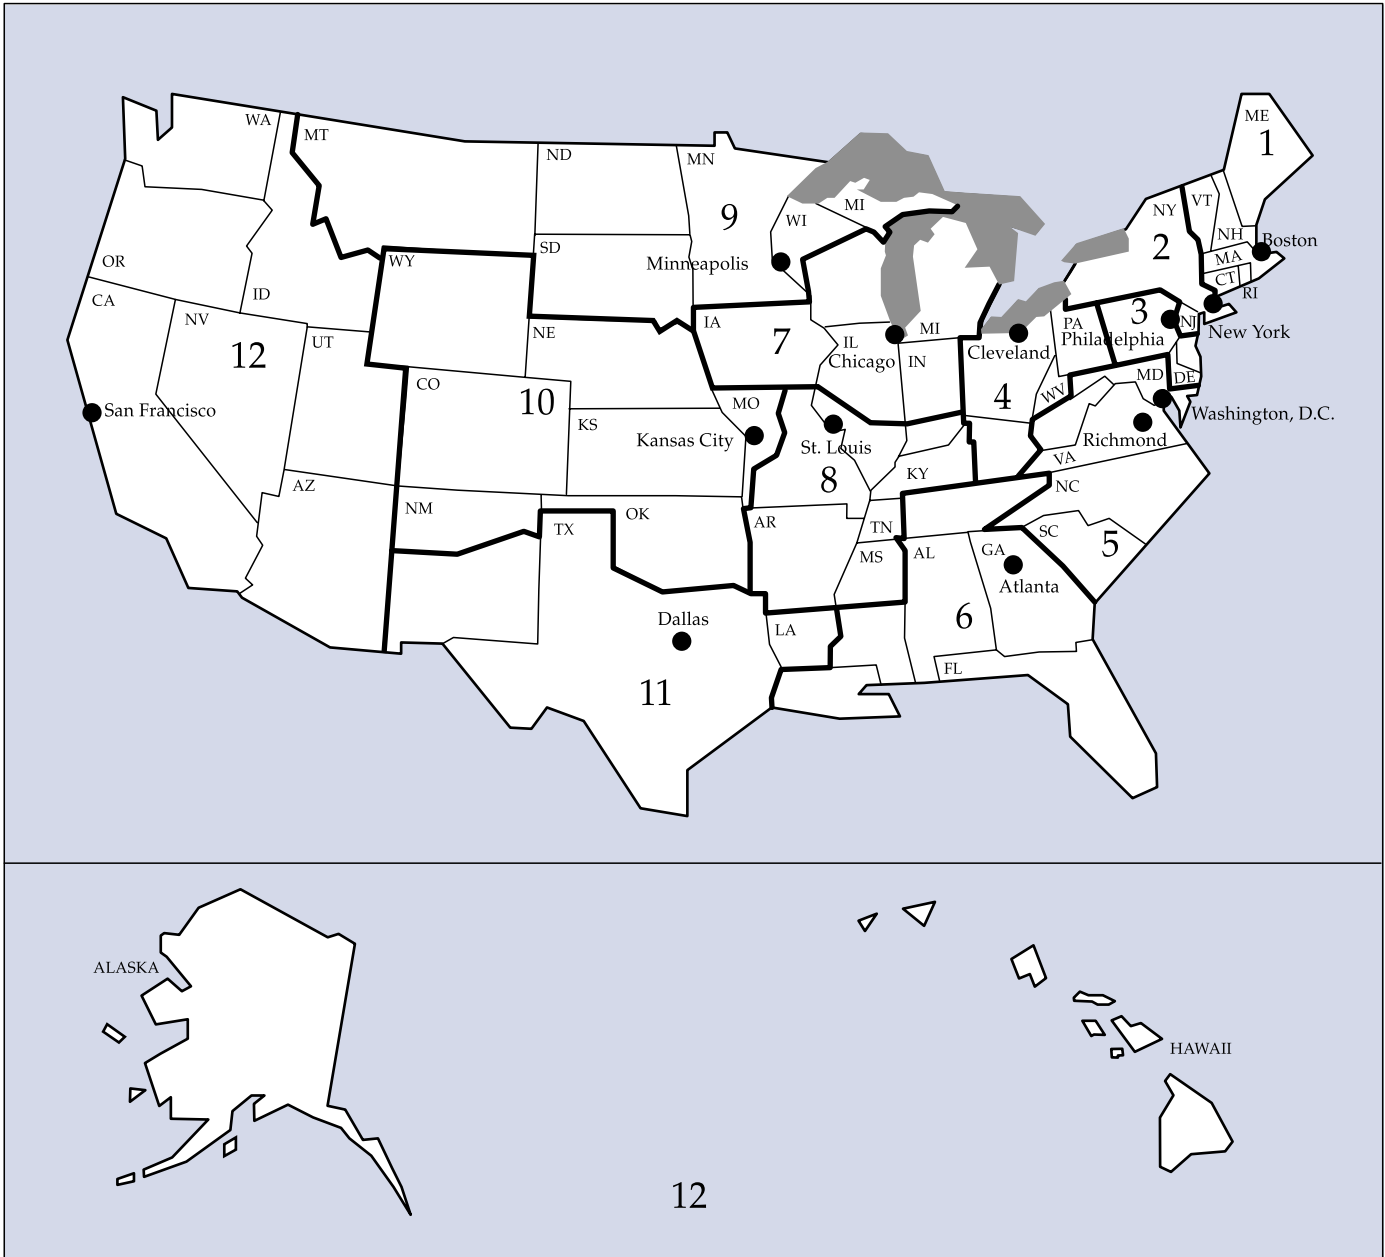 ME
1
WA
MT
ND
MN
MI
WI
9
NY
VT
2
NH
Boston
MA
CT
RI
OR
ID
WY
SD
Minneapolis
CA
NV
UT
12
NE
IA
7
IL
Chicago
MI
IN
Cleveland
PA
3
Philadelphia
NJ
New York
San Francisco
CO
10
KS
MO
Kansas City
St. Louis
8
KY
4
WV
MD
DE
Washington, D.C.
Richmond
VA
AZ
NM
TX
OK
AR
TN
MS
AL
GA
Atlanta
NC
SC
5
Dallas
LA
6
FL
11
ALASKA
HAWAII
12